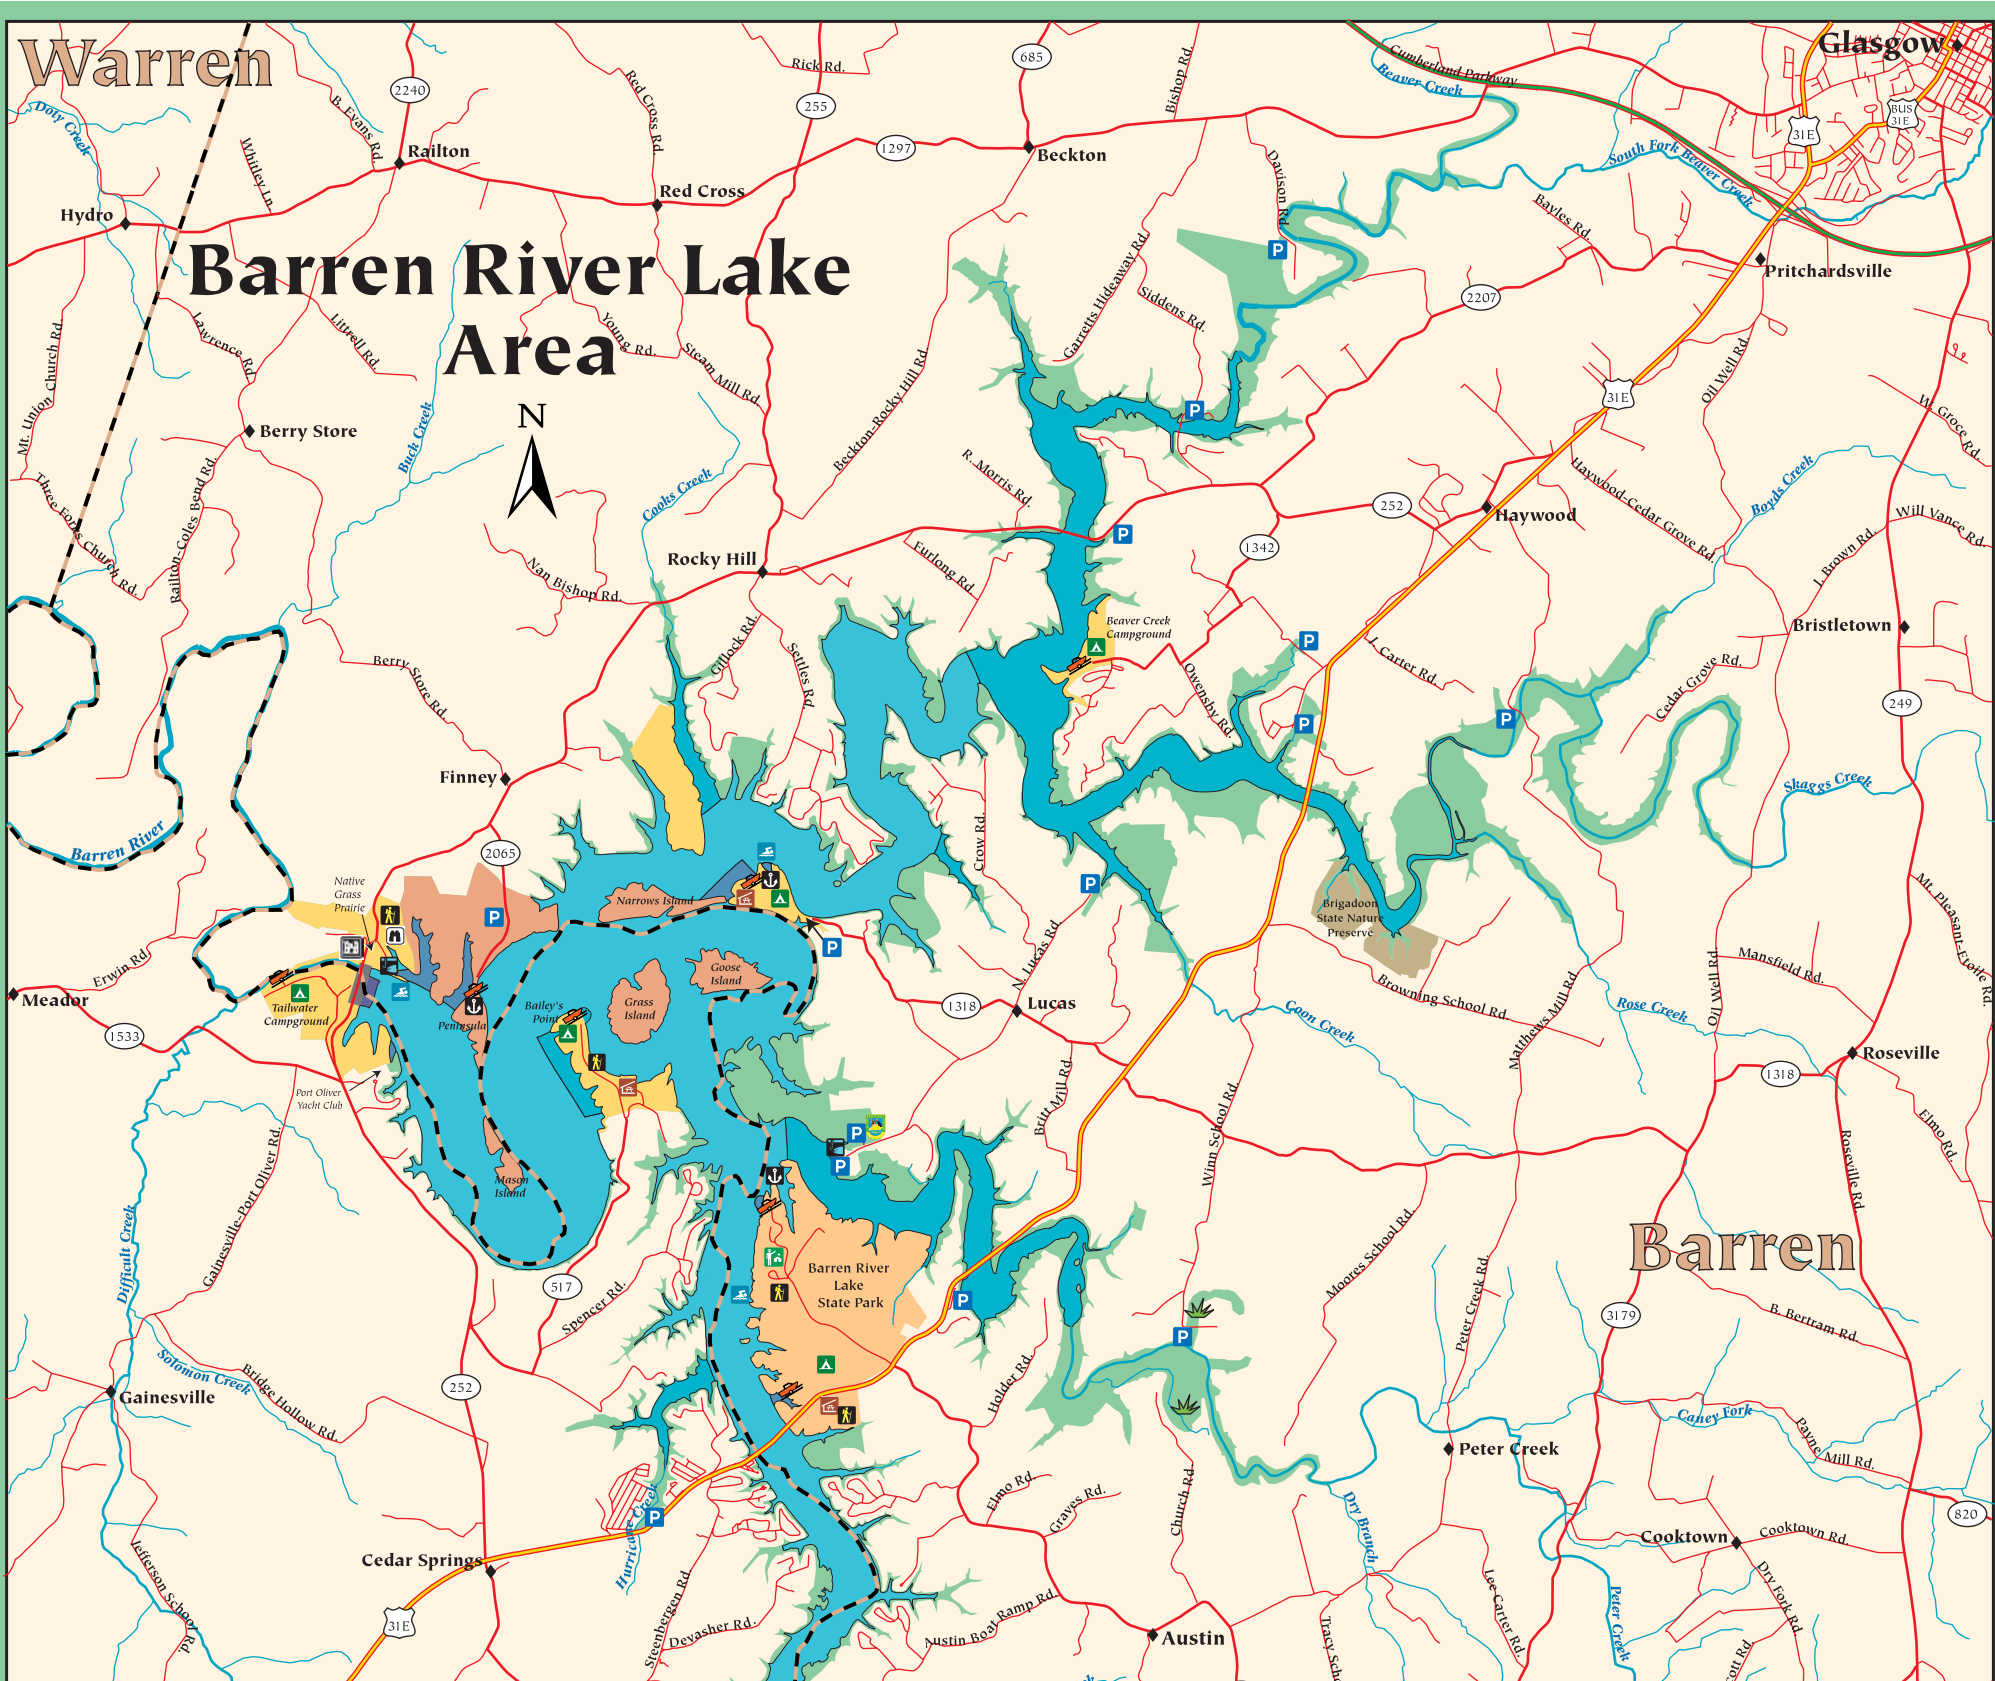 Warren
Glasgow
Barren River Lake
Area
N
Barren
Cumberland Parkway
Beaver Creek
South Fork Beaver Creek
Doty Creek
B. Evans Rd.
2240
Railton
Whitley Ln.
Hydro
Red Cross Rd.
Red Cross
Rick Rd.
255
1297
685
Beckton
Bishop Rd.
Davison Rd.
Bayles Rd.
31E
BUS
31E
Pritchardsville
2207
Garretts Hideaway Rd.
Siddens Rd.
P
P
Mt. Union Church Rd.
Lawrence Rd.
Littrell Rd.
Young Rd.
Steam Mill Rd.
Beckton-Rocky Hill Rd.
Berry Store
Buck Creek
Cooks Creek
Three Forks Church Rd.
Railton-Coles Bend Rd.
Nan Bishop Rd.
Rocky Hill
R. Morris Rd.
Furlong Rd.
P
252
1342
31E
Haywood
Oil Well Rd.
W. Groce Rd.
Haywood-Cedar Grove Rd.
Boyds Creek
Will Vance Rd.
J. Brown Rd.
Bristletown
249
Cedar Grove Rd.
J. Carter Rd.
Beaver Creek
Campground
Owensby Rd.
P
P
P
Gillock Rd.
Settles Rd.
Berry Store Rd.
Finney
Barren River
2065
Skaggs Creek
Native
Grass
Prairie
P
Narrows Island
Crow Rd.
P
P
Brigadoon
State Nature
Preserve
Mt. Pleasant-Etoile Rd.
Erwin Rd.
Meador
1533
Tailwater
Campground
Peninsula
Bailey's
Point
Grass
Island
Goose
Island
1318
N. Lucas Rd.
Lucas
Browning School Rd.
Matthews Mill Rd.
Coon Creek
Rose Creek
Oil Well Rd.
Mansfield Rd.
Roseville
1318
Elmo Rd.
Port Oliver
Yacht Club
Gainesville-Port Oliver Rd.
Mason
Island
P
P
Britt Mill Rd.
Winn School Rd.
Roseville Rd.
Difficult Creek
517
Spencer Rd.
Barren River
Lake
State Park
P
P
Moores School Rd.
Peter Creek Rd.
3179
B. Bertram Rd.
Solomon Creek
Bridge Hollow Rd.
Gainesville
252
Holder Rd.
Caney Fork
Payne Mill Rd.
Peter Creek
820
Elmo Rd.
Graves Rd.
Church Rd.
Dry Branch
Cooktown
Cooktown Rd.
Dry Fork Rd.
Hurricane Creek
P
Cedar Springs
31E
Jefferson School Rd.
Steenbergen Rd.
Devasher Rd.
Austin Boat Ramp Rd.
Austin
Tracy Sch
Lee Carter Rd.
Peter Creek
ott Rd.